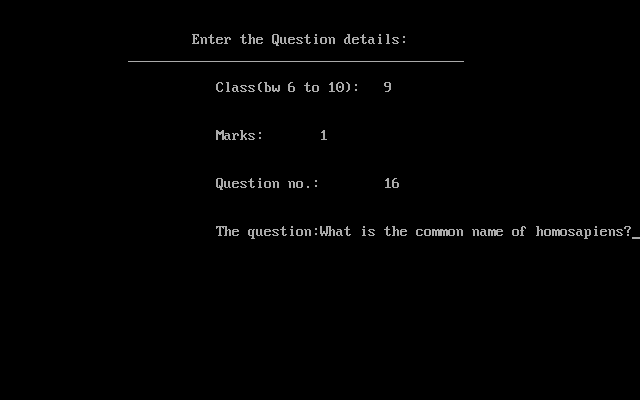 Enter the Question details:
Class(bw 6 to 10): 9
Marks: 1
Question no.: 16
The question:What is the common name of homosapiens?_